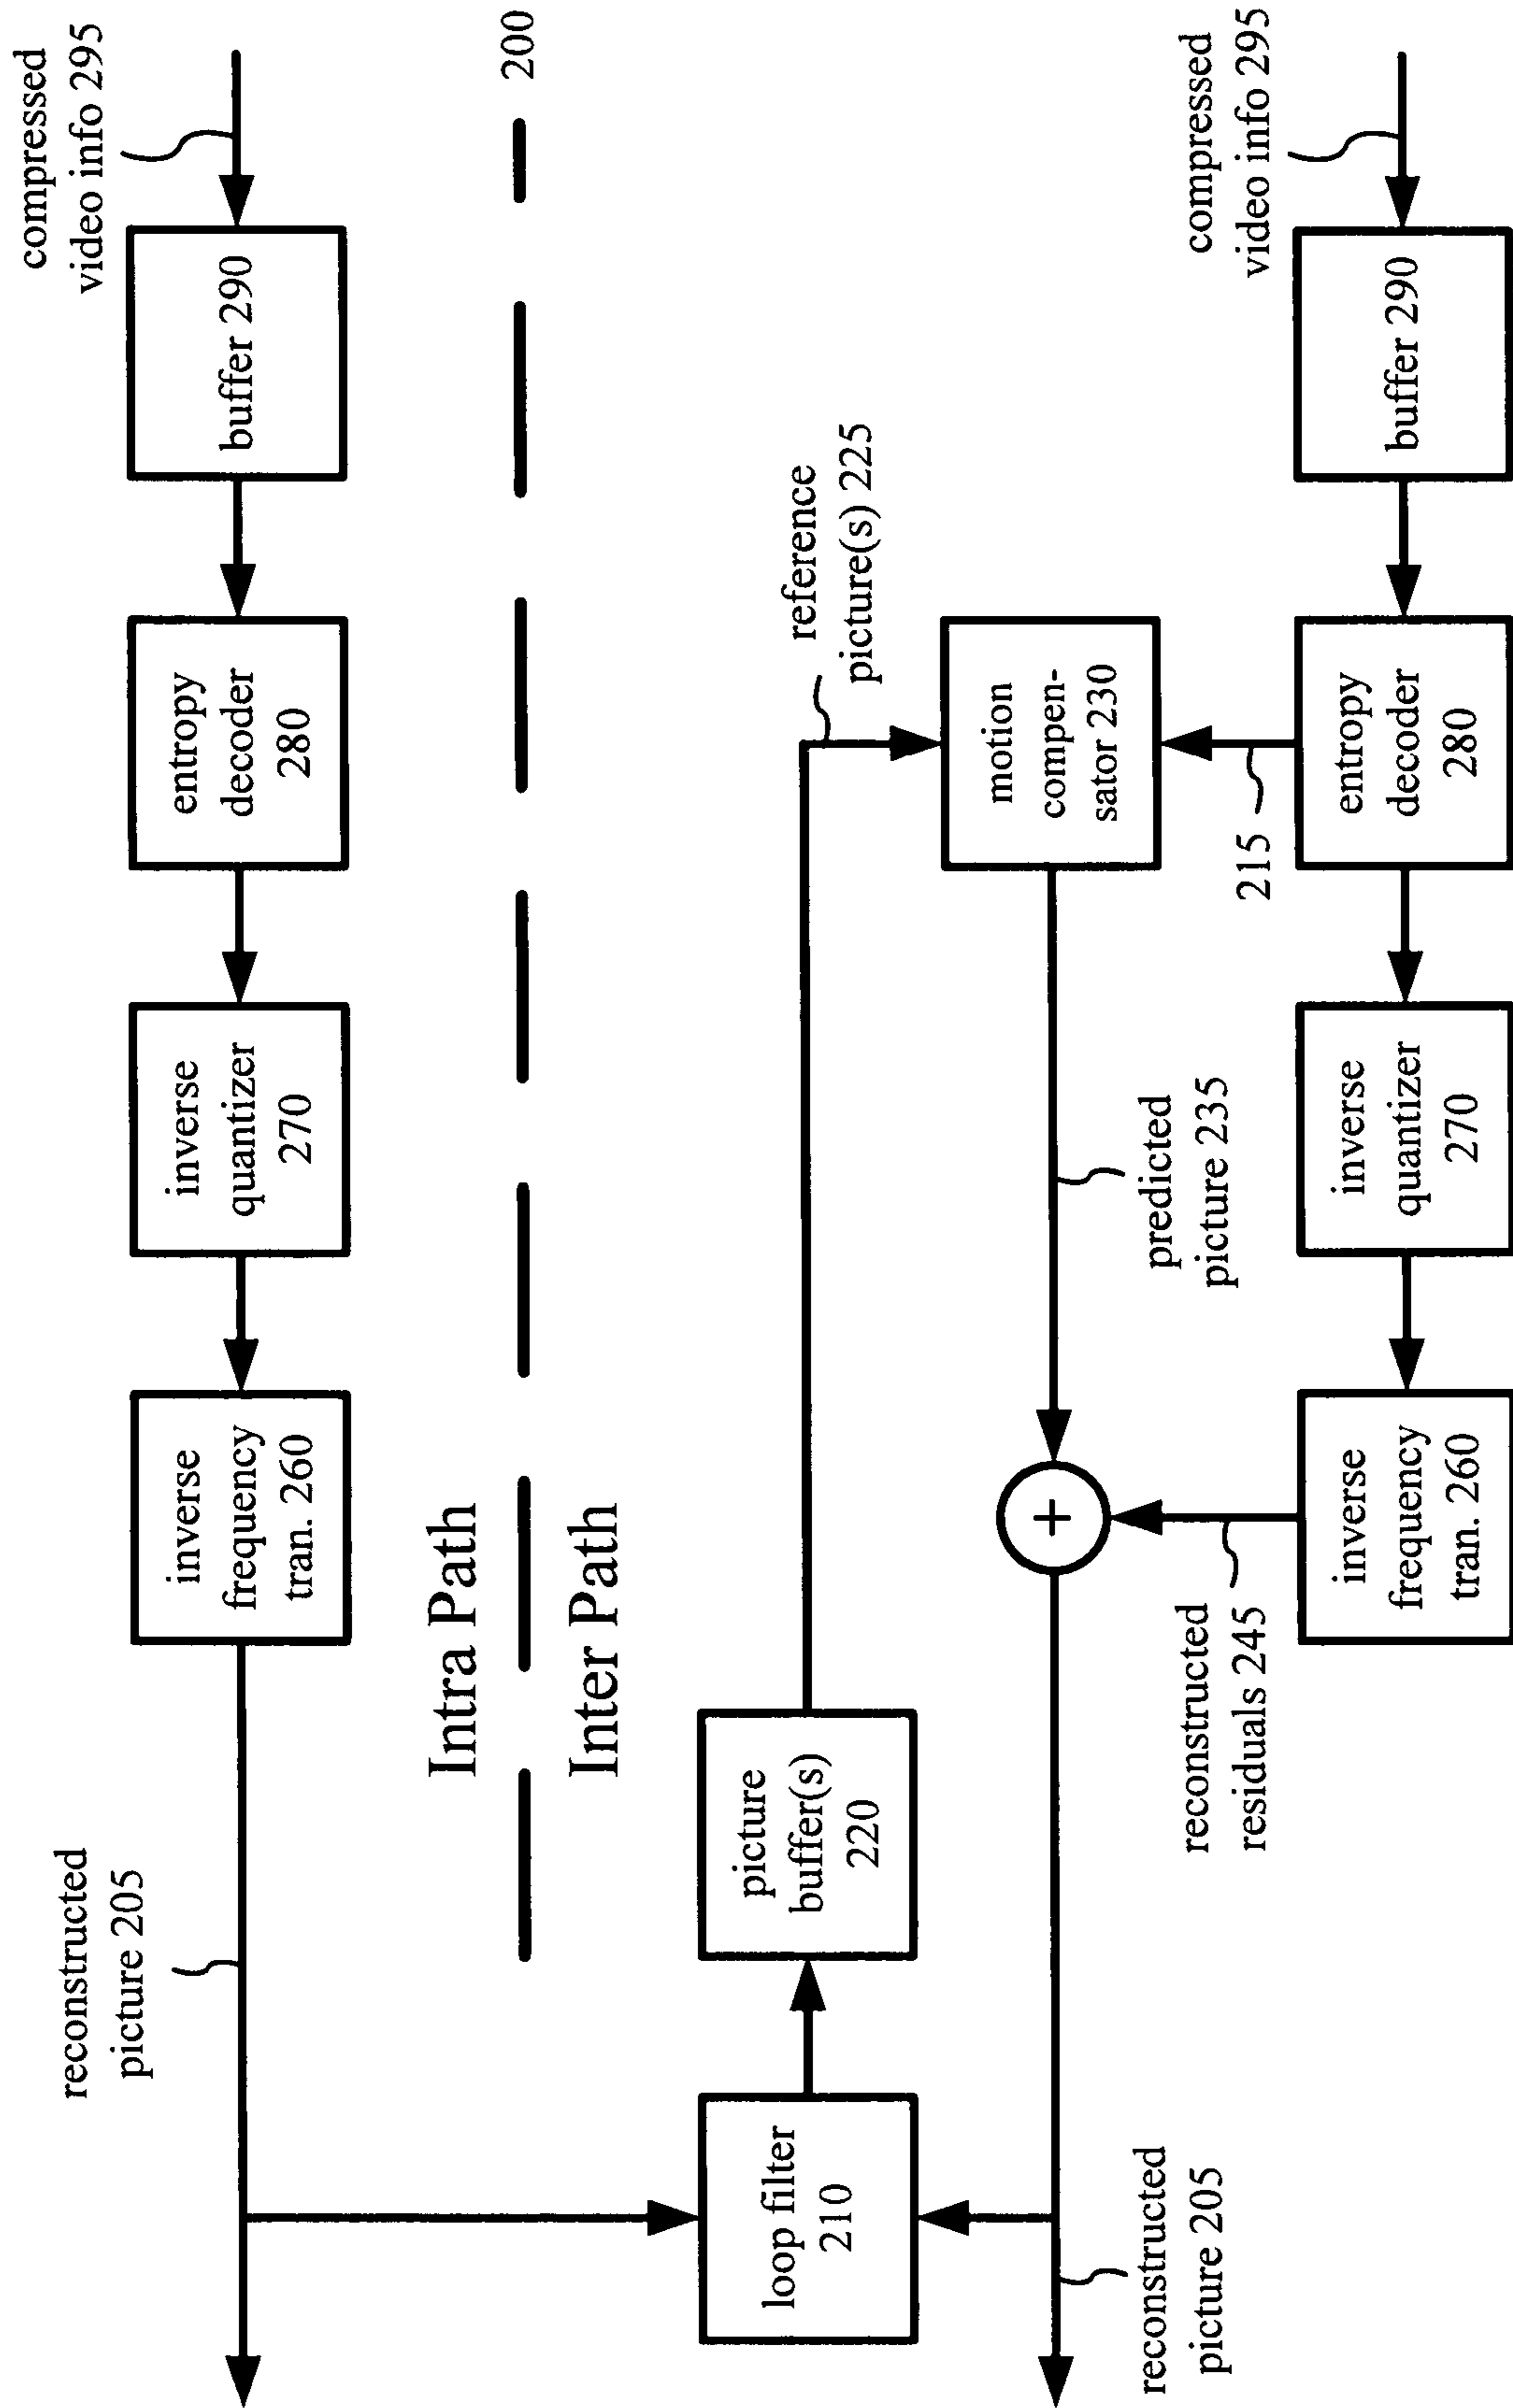 compressed
video info 295
buffer 290
entropy
decoder
280
inverse
quantizer
270
inverse
frequency
tran. 260
reconstructed
picture 205
Intra Path
200
Inter Path
loop filter
210
picture
buffer(s)
220
reference
picture(s) 225
motion
compen-
sator 230
215
predicted
picture 235
+
reconstructed
picture 205
reconstructed
residuals 245
compressed
video info 295
buffer 290
entropy
decoder
280
inverse
quantizer
270
inverse
frequency
tran. 260